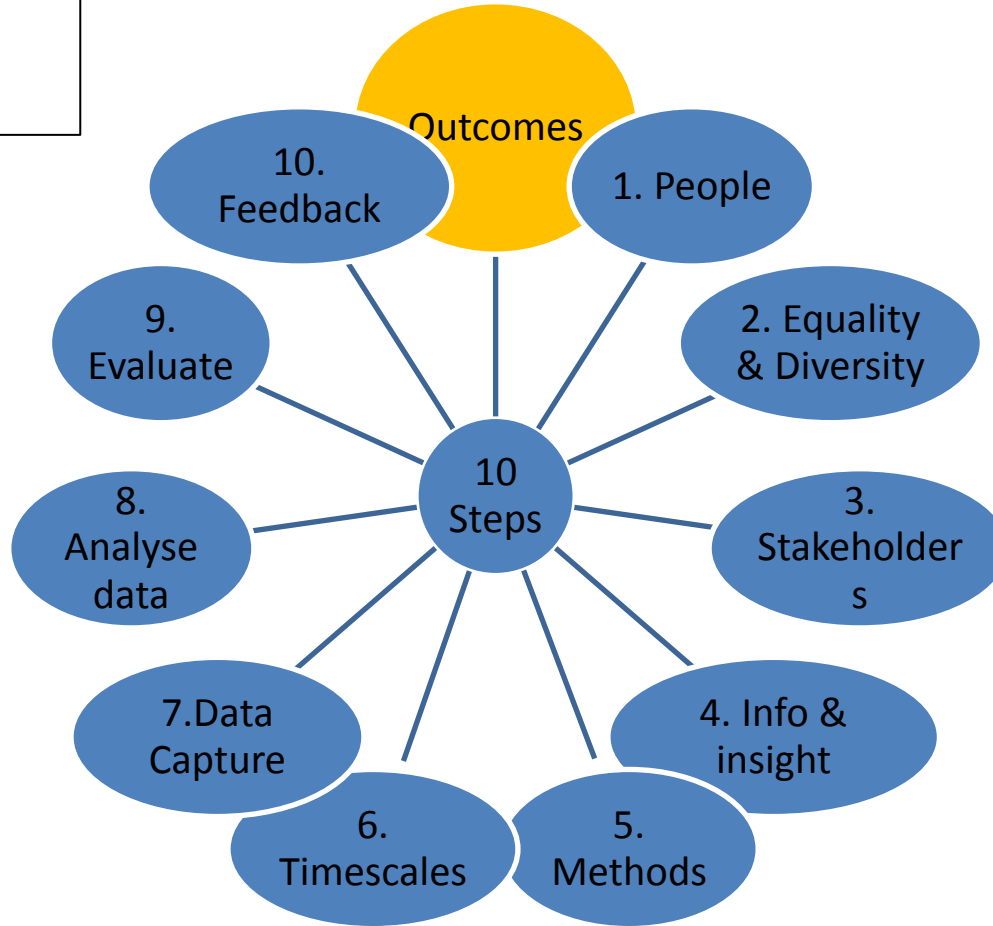 Outcomes
1. People
2. Equality
& Diversity
3.
Stakeholder
s
4. Info &
insight
5.
Methods
6.
Timescales
7.Data
Capture
8.
Analyse
data
9.
Evaluate
10.
Feedback
10
Steps